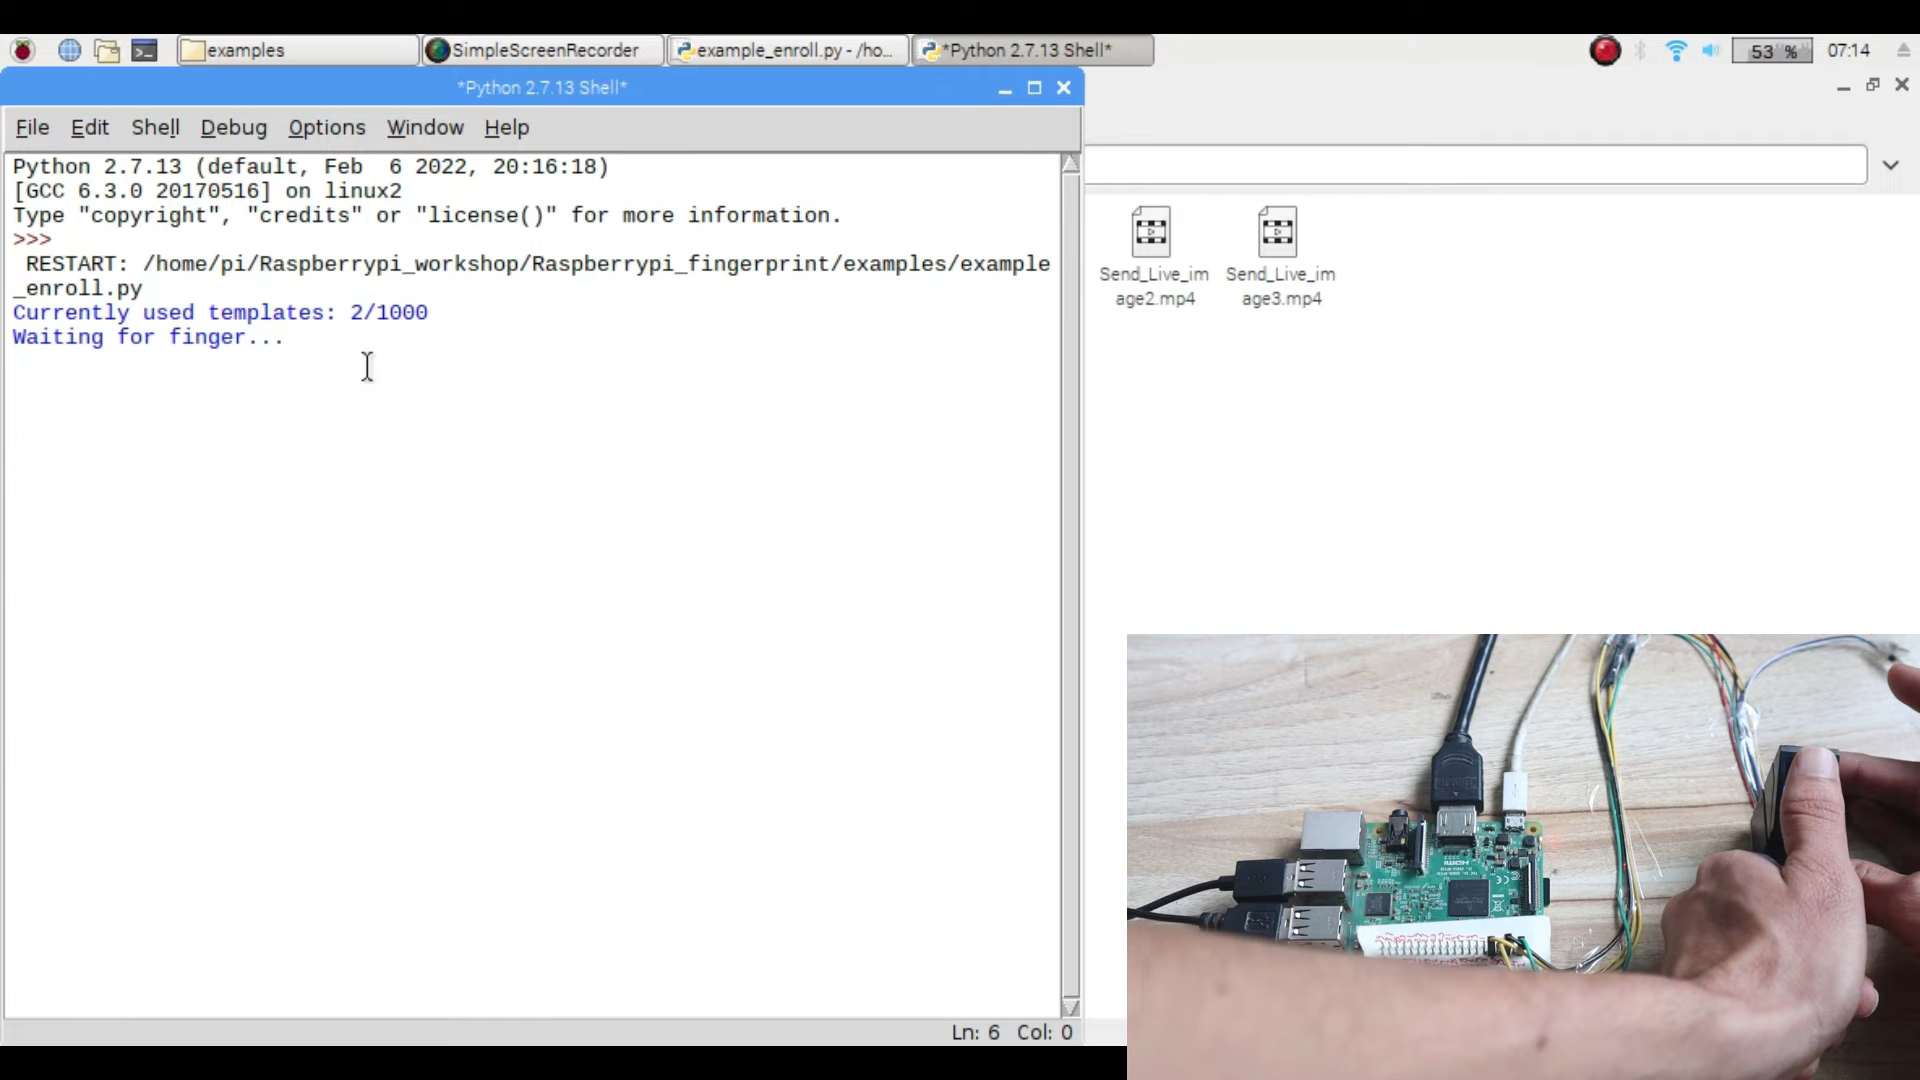 examples
SimpleScreenRecorder
example_enroll.py - /ho...
*Python 2.7.13 Shell*
53 %
07:14
*Python 2.7.13 Shell*
File Edit Shell Debug Options Window Help
Python 2.7.13 (default, Feb  6 2022, 20:16:18)
[GCC 6.3.0 20170516] on linux2
Type "copyright", "credits" or "license()" for more information.
>>>
 RESTART: /home/pi/Raspberrypi_workshop/Raspberrypi_fingerprint/examples/example
_enroll.py
Currently used templates: 2/1000
Waiting for finger...
Send_Live_im
age2.mp4
Send_Live_im
age3.mp4
HDMI
Ln: 6 Col: 0